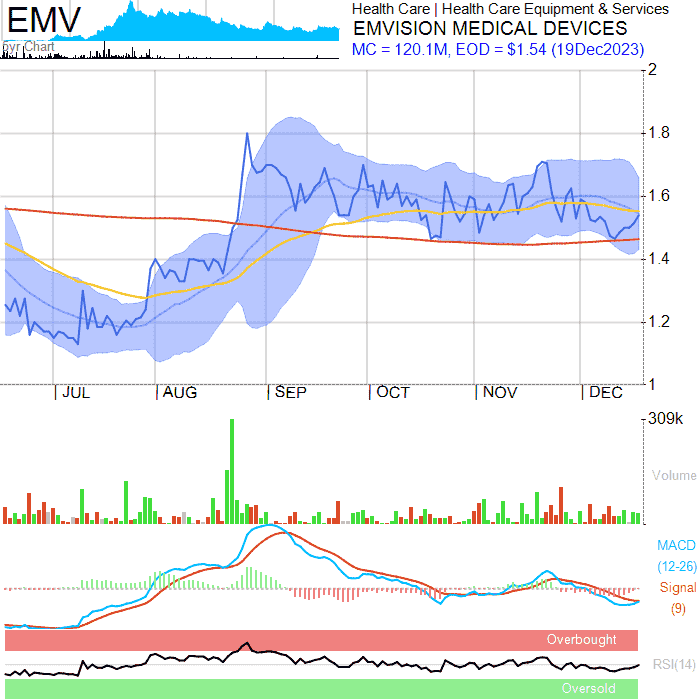 EMV
6yr Chart
Health Care | Health Care Equipment & Services
EMVISION MEDICAL DEVICES
MC = 120.1M, EOD = $1.54 (19Dec2023)
2
1.8
1.6
1.4
1.2
1
| JUL | AUG | SEP | OCT | NOV | DEC
309k
Volume
MACD
(12-26)
Signal
(9)
Overbought
RSI(14)
Oversold